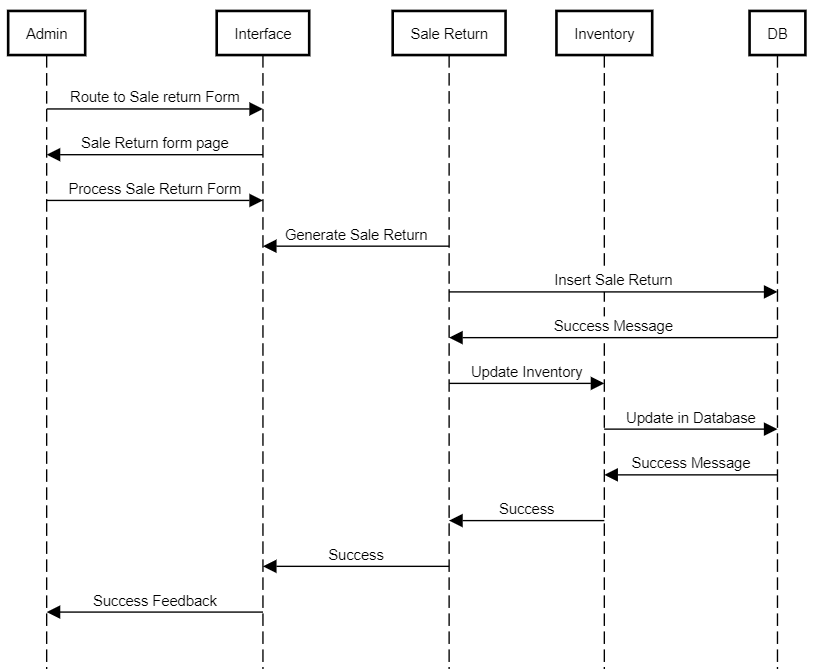 Admin
Interface
Sale Return
Inventory
DB
Route to Sale return Form
Sale Return form page
Process Sale Return Form
Generate Sale Return
Insert Sale Return
Success Message
Update Inventory
Update in Database
Success Message
Success
Success
Success Feedback